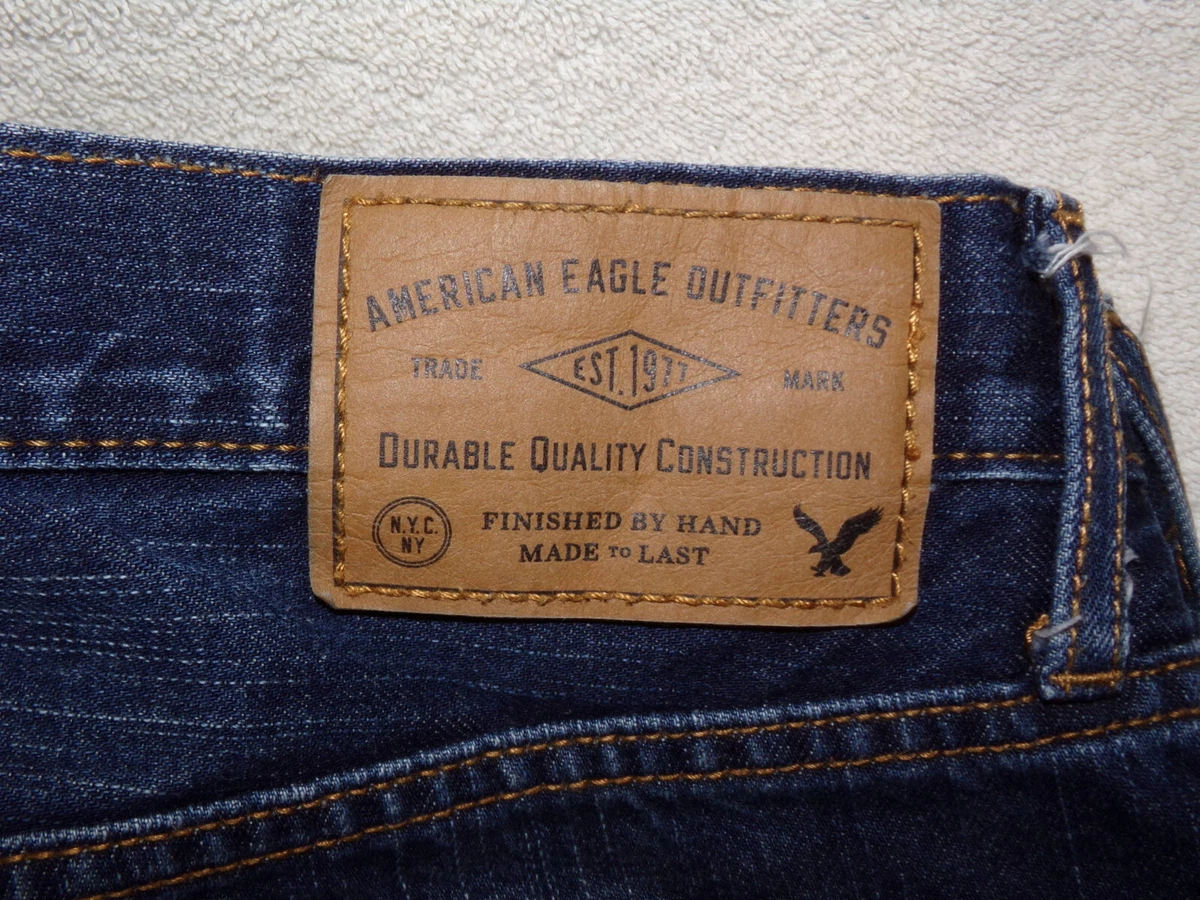 AMERICAN EAGLE OUTFITTERS
TRADE EST. 1977 MARK
DURABLE QUALITY CONSTRUCTION
N.Y.C.
NY
FINISHED BY HAND
MADE TO LAST